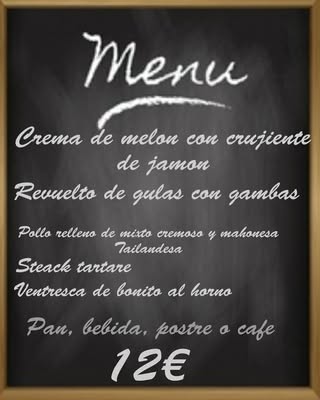 Menu
Crema de melon con crujiente
de jamon
Revuelto de gulas con gambas
Pollo relleno de mixto cremoso y mahonesa
Tailandesa
Steack tartare
Ventresca de bonito al horno
Pan, bebida, postre o cafe
12€